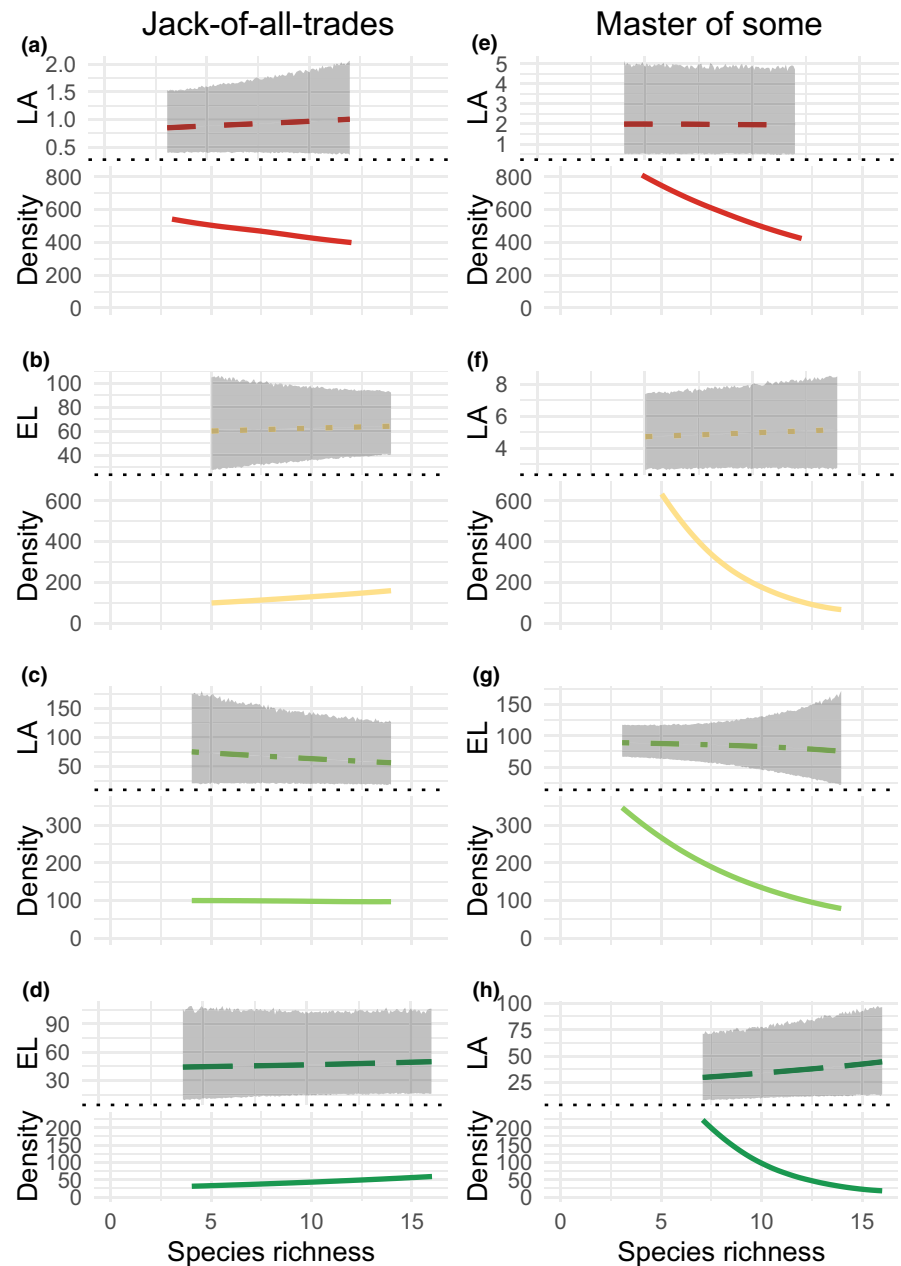 Jack-of-all-trades
Master of some
(a)
LA
2.0
1.5
1.0
0.5
Density
800
600
400
200
0
(e)
LA
5
4
3
2
1
Density
800
600
400
200
0
(b)
EL
100
80
60
40
Density
600
400
200
0
(f)
LA
8
6
4
Density
600
400
200
0
(c)
LA
150
100
50
Density
300
200
100
0
(g)
EL
150
100
50
Density
300
200
100
0
(d)
EL
90
60
30
Density
200
150
100
50
0
0 5 10 15
Species richness
(h)
LA
100
75
50
25
Density
200
150
100
50
0
0 5 10 15
Species richness